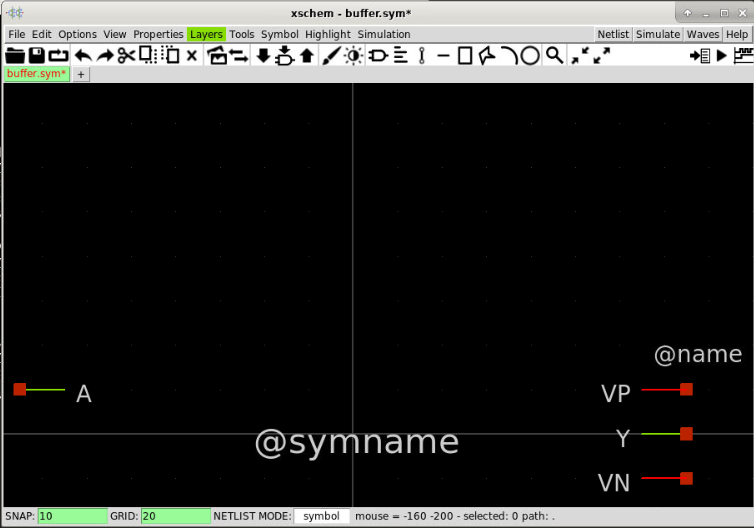 xschem - buffer.sym*
File Edit Options View Properties Layers Tools Symbol Highlight Simulation Netlist Simulate Waves Help
buffer.sym* +
@name
A VP
@symname Y
VN
SNAP: 10 GRID: 20 NETLIST MODE: symbol mouse = -160 -200 - selected: 0 path: .